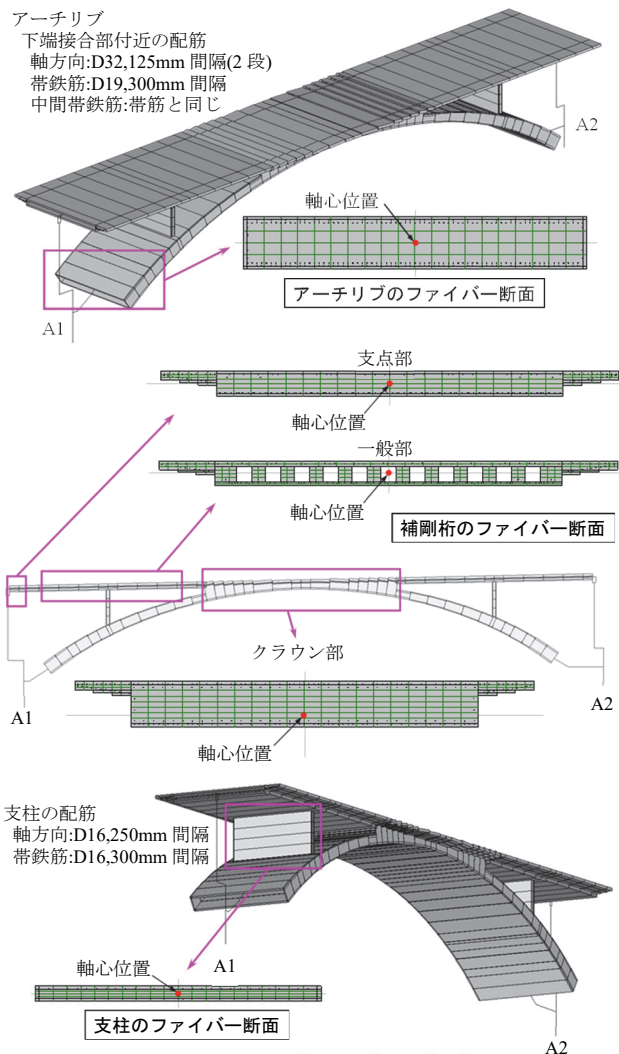 アーチリブ
下端接合部付近の配筋
軸方向:D32,125mm 間隔(2 段)
帯鉄筋:D19,300mm 間隔
中間帯鉄筋:帯筋と同じ
A2
軸心位置
アーチリブのファイバー断面
A1
支点部
軸心位置
一般部
軸心位置
補剛桁のファイバー断面
クラウン部
A1
A2
軸心位置
支柱の配筋
軸方向:D16,250mm 間隔
帯鉄筋:D16,300mm 間隔
A1
軸心位置
支柱のファイバー断面
A2